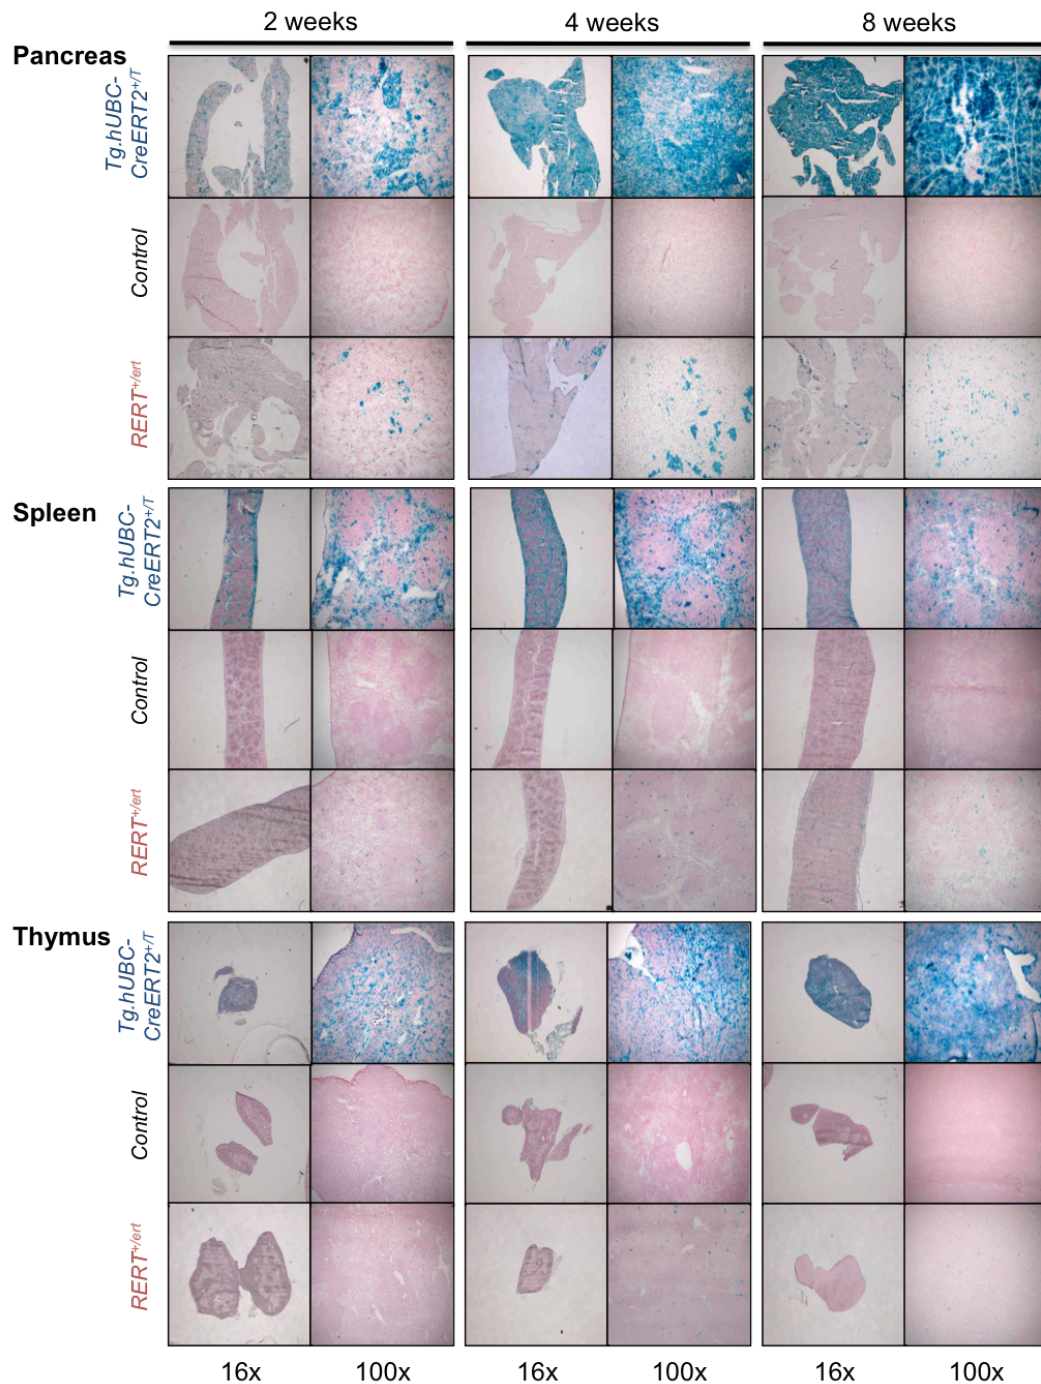 2 weeks 4 weeks 8 weeks
Pancreas
Tg.hUBC-
CreERT2+/T
Control
RERT+/ert
Spleen
Tg.hUBC-
CreERT2+/T
Control
RERT+/ert
Thymus
Tg.hUBC-
CreERT2+/T
Control
RERT+/ert
16x 100x 16x 100x 16x 100x